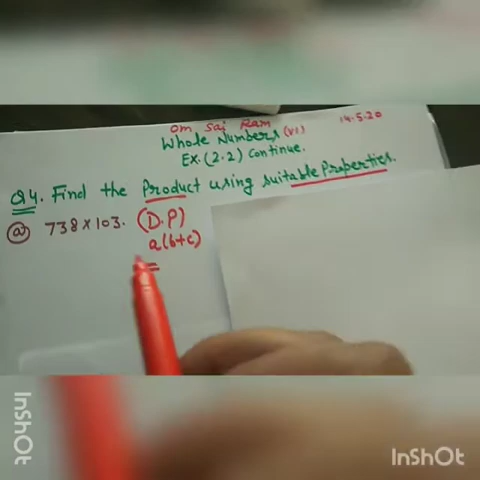 Om Sai Ram
14.5.20
Whole Numbers (VI)
Ex. (2.2) Continue.
Q4. Find the Product using suitable Properties.
(a) 738 × 103. (D.P)
a(b+c)
InShOt
InShOt